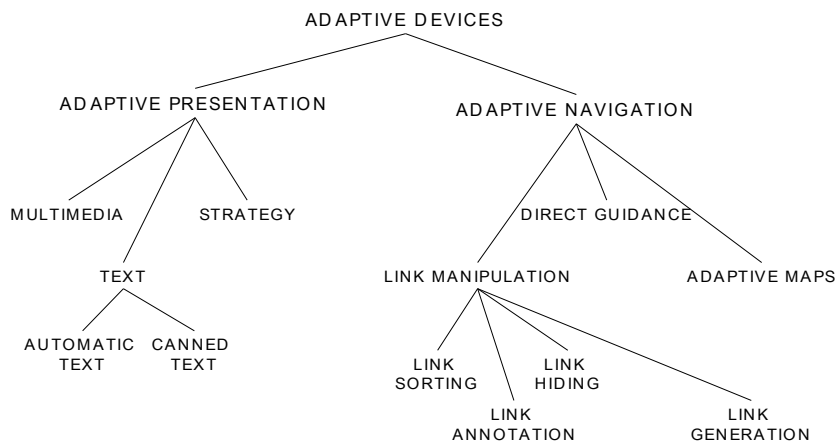 ADAPTIVE DEVICES
ADAPTIVE PRESENTATION
ADAPTIVE NAVIGATION
MULTIMEDIA
STRATEGY
DIRECT GUIDANCE
TEXT
LINK MANIPULATION
ADAPTIVE MAPS
AUTOMATIC
TEXT
CANNED
TEXT
LINK
SORTING
LINK
HIDING
LINK
ANNOTATION
LINK
GENERATION